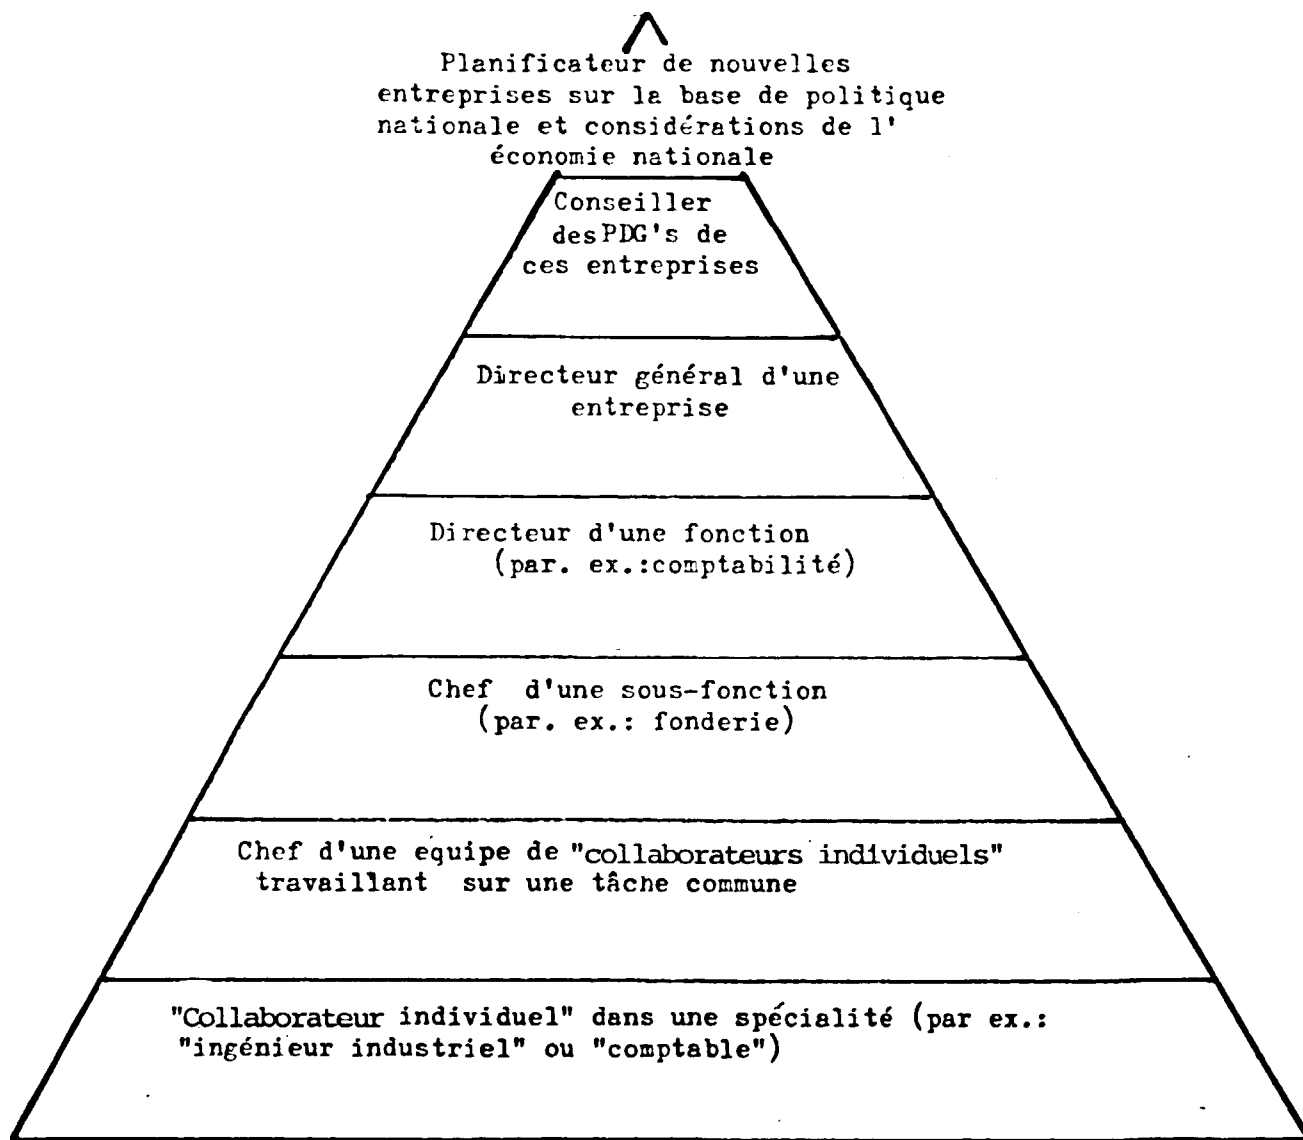 Planificateur de nouvelles
entreprises sur la base de politique
nationale et considérations de l'
économie nationale
Conseiller
des PDG's de
ces entreprises
Directeur général d'une
entreprise
Directeur d'une fonction
(par. ex.:comptabilité)
Chef d'une sous-fonction
(par. ex.: fonderie)
Chef d'une equipe de "collaborateurs individuels"
travaillant sur une tâche commune
"Collaborateur individuel" dans une spécialité (par ex.:
"ingénieur industriel" ou "comptable")